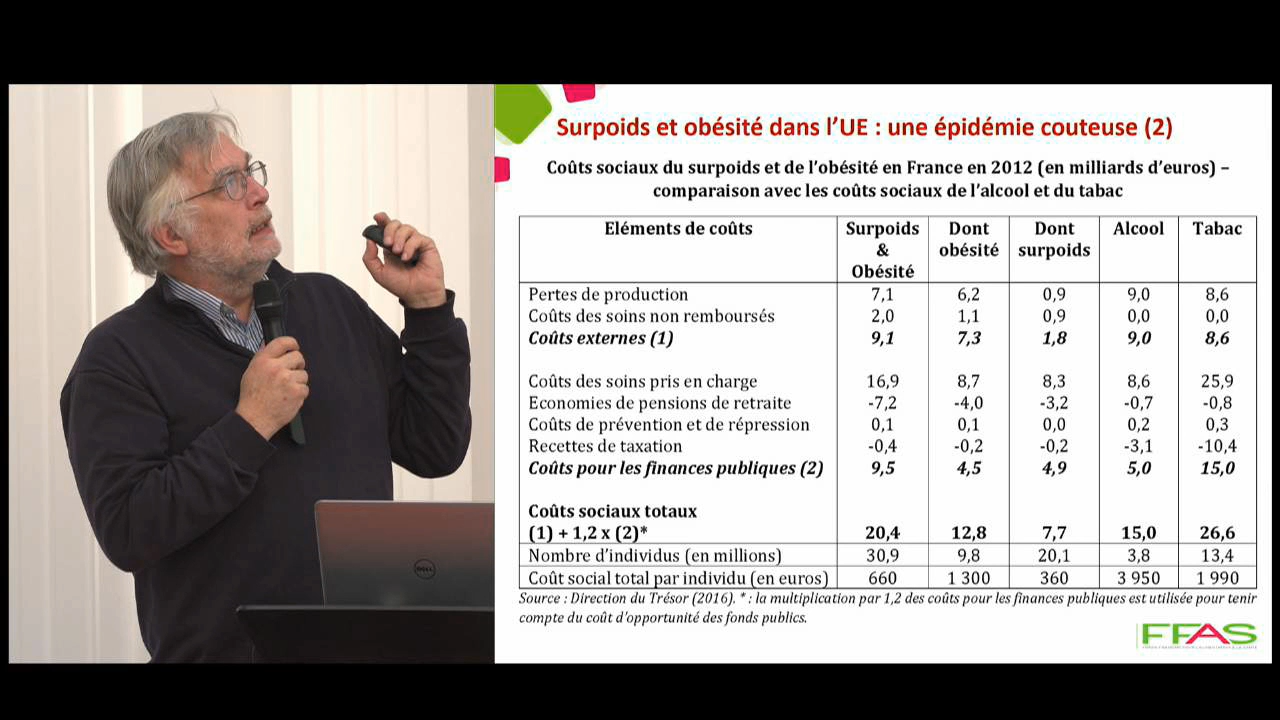 Surpoids et obésité dans l'UE : une épidémie couteuse (2)
Coûts sociaux du surpoids et de l'obésité en France en 2012 (en milliards d'euros) –
comparaison avec les coûts sociaux de l'alcool et du tabac
Eléments de coûts Surpoids & Obésité Dont obésité Dont surpoids Alcool Tabac
Pertes de production 7,1 6,2 0,9 9,0 8,6
Coûts des soins non remboursés 2,0 1,1 0,9 0,0 0,0
Coûts externes (1) 9,1 7,3 1,8 9,0 8,6
Coûts des soins pris en charge 16,9 8,7 8,3 8,6 25,9
Economies de pensions de retraite -7,2 -4,0 -3,2 -0,7 -0,8
Coûts de prévention et de répression 0,1 0,1 0,0 0,2 0,3
Recettes de taxation -0,4 -0,2 -0,2 -3,1 -10,4
Coûts pour les finances publiques (2) 9,5 4,5 4,9 5,0 15,0
Coûts sociaux totaux
(1) + 1,2 x (2)* 20,4 12,8 7,7 15,0 26,6
Nombre d'individus (en millions) 30,9 9,8 20,1 3,8 13,4
Coût social total par individu (en euros) 660 1 300 360 3 950 1 990
Source : Direction du Trésor (2016). * : la multiplication par 1,2 des coûts pour les finances publiques est utilisée pour tenir
compte du coût d'opportunité des fonds publics.
FFAS
DELL